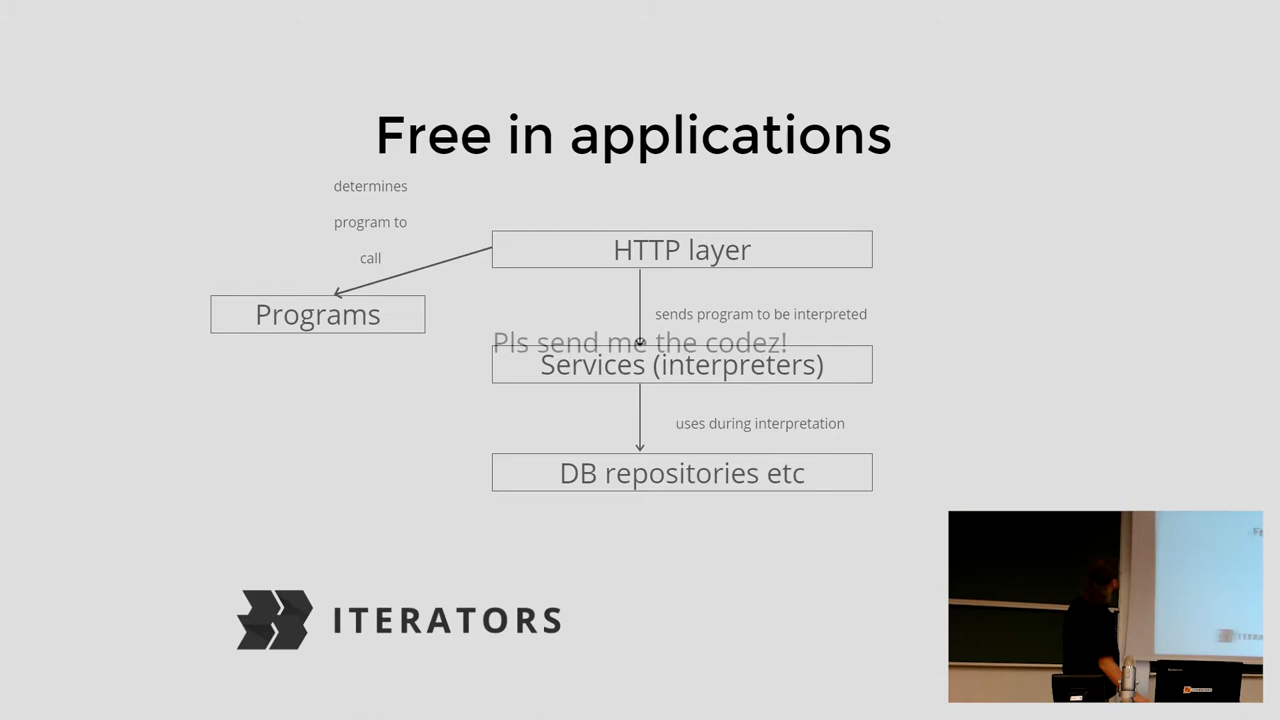 Free in applications
determines
program to
call
HTTP layer
Programs
sends program to be interpreted
Pls send me the codez!
Services (interpreters)
uses during interpretation
DB repositories etc
ITERATORS